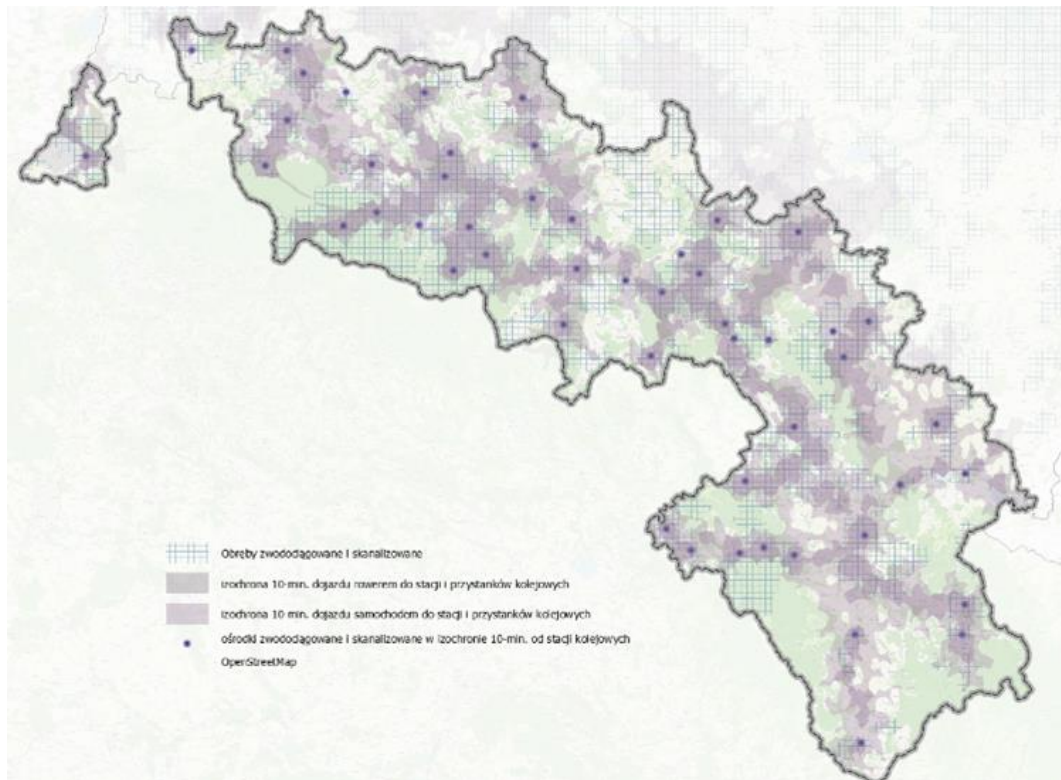 Obręby zwodociągowane i skanalizowane
izochrona 10-min. dojazdu rowerem do stacji i przystanków kolejowych
izochrona 10 min. dojazdu samochodem do stacji i przystanków kolejowych
ośrodki zwodociągowane i skanalizowane w izochronie 10-min. od stacji kolejowych
OpenStreetMap